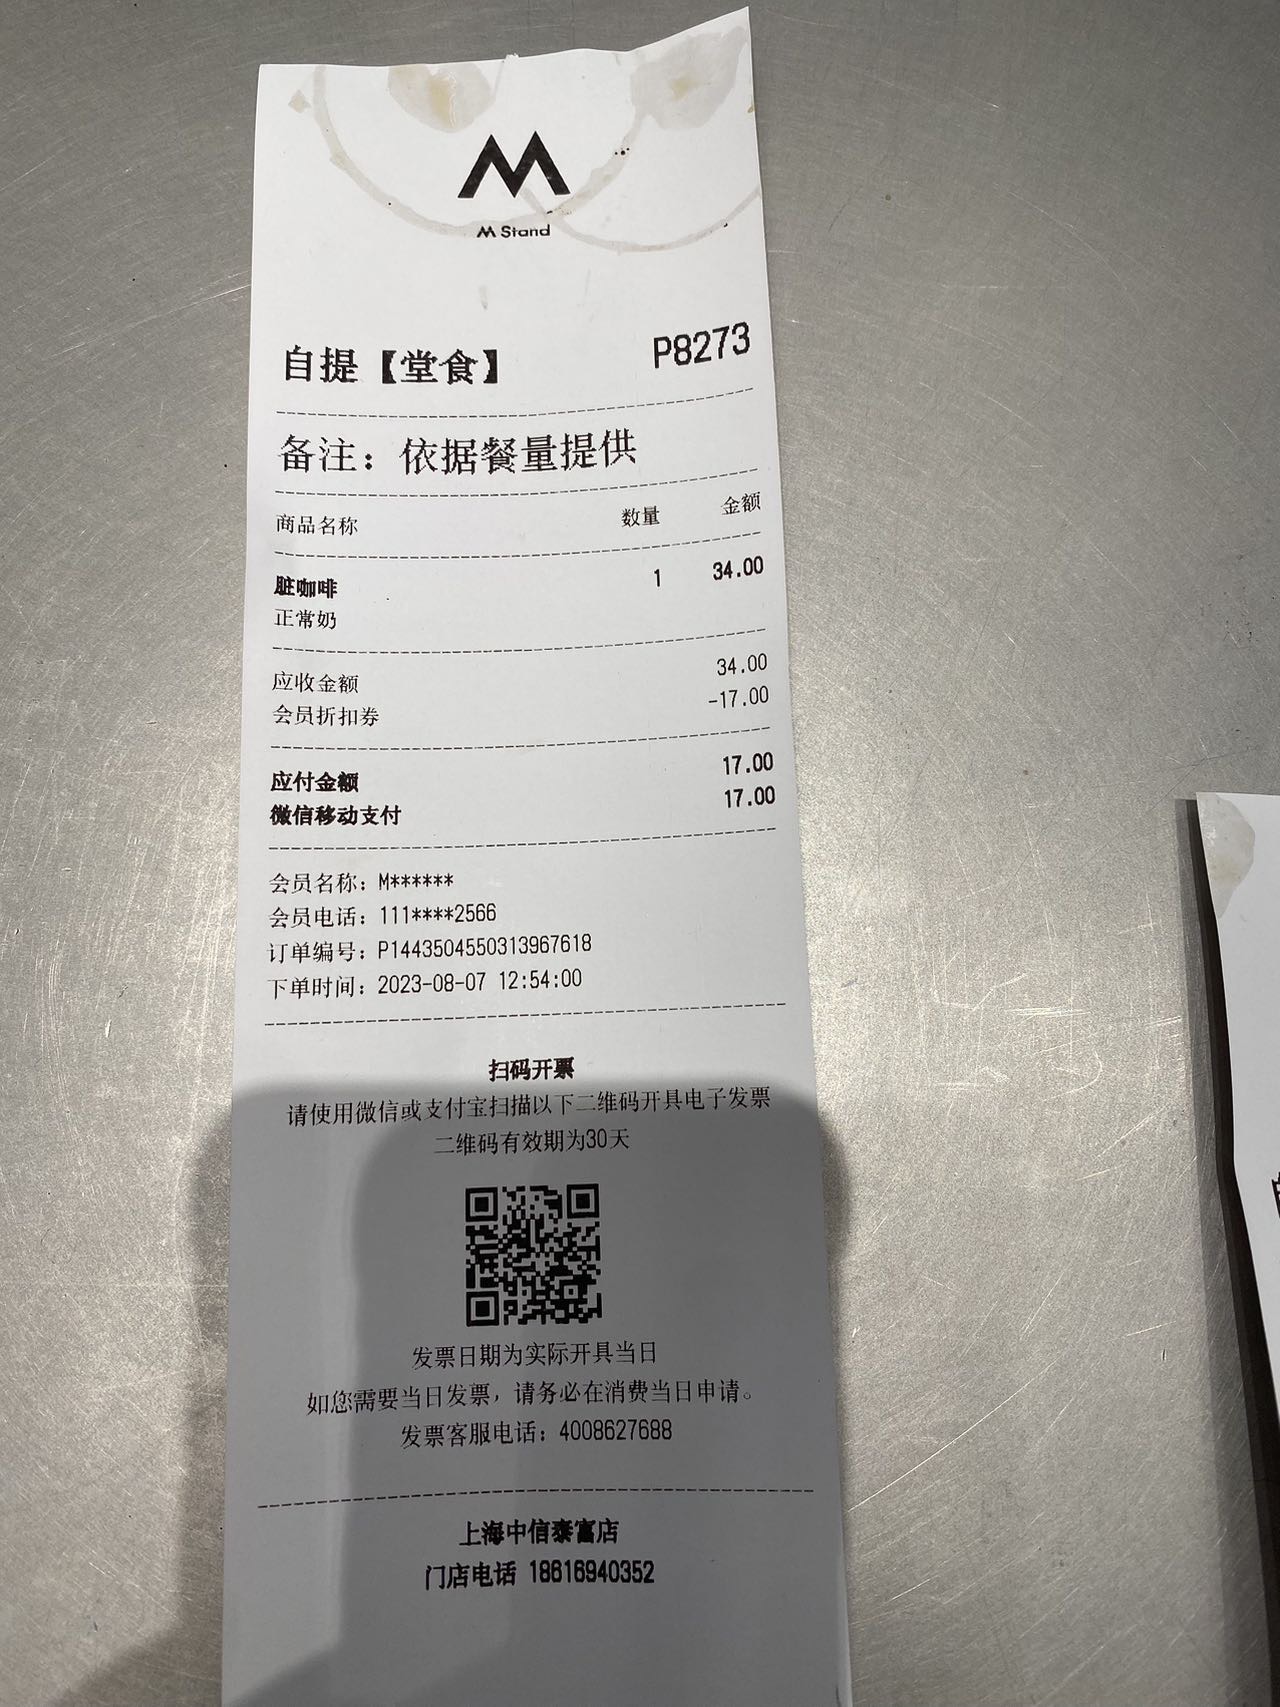 M Stand
自提【堂食】 P8273
备注：依据餐量提供
商品名称 数量 金额
脏咖啡 1 34.00
正常奶
应收金额 34.00
会员折扣券 -17.00
应付金额 17.00
微信移动支付 17.00
会员名称：M******
会员电话：111****2566
订单编号：P1443504550313967618
下单时间：2023-08-07 12:54:00
扫码开票
请使用微信或支付宝扫描以下二维码开具电子发票
二维码有效期为30天
发票日期为实际开具当日
如您需要当日发票，请务必在消费当日申请。
发票客服电话：4008627688
上海中信泰富店
门店电话 18616940352